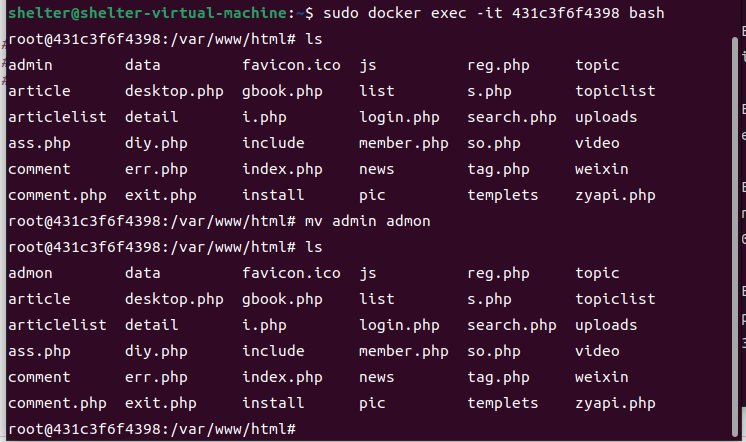 shelter@shelter-virtual-machine:~$ sudo docker exec -it 431c3f6f4398 bash
root@431c3f6f4398:/var/www/html# ls
admin        data         favicon.ico  js          reg.php     topic
article      desktop.php  gbook.php    list        s.php       topiclist
articlelist  detail       i.php        login.php   search.php  uploads
ass.php      diy.php      include      member.php  so.php      video
comment      err.php      index.php    news        tag.php     weixin
comment.php  exit.php     install      pic         templets    zyapi.php
root@431c3f6f4398:/var/www/html# mv admin admon
root@431c3f6f4398:/var/www/html# ls
admon        data         favicon.ico  js          reg.php     topic
article      desktop.php  gbook.php    list        s.php       topiclist
articlelist  detail       i.php        login.php   search.php  uploads
ass.php      diy.php      include      member.php  so.php      video
comment      err.php      index.php    news        tag.php     weixin
comment.php  exit.php     install      pic         templets    zyapi.php
root@431c3f6f4398:/var/www/html#